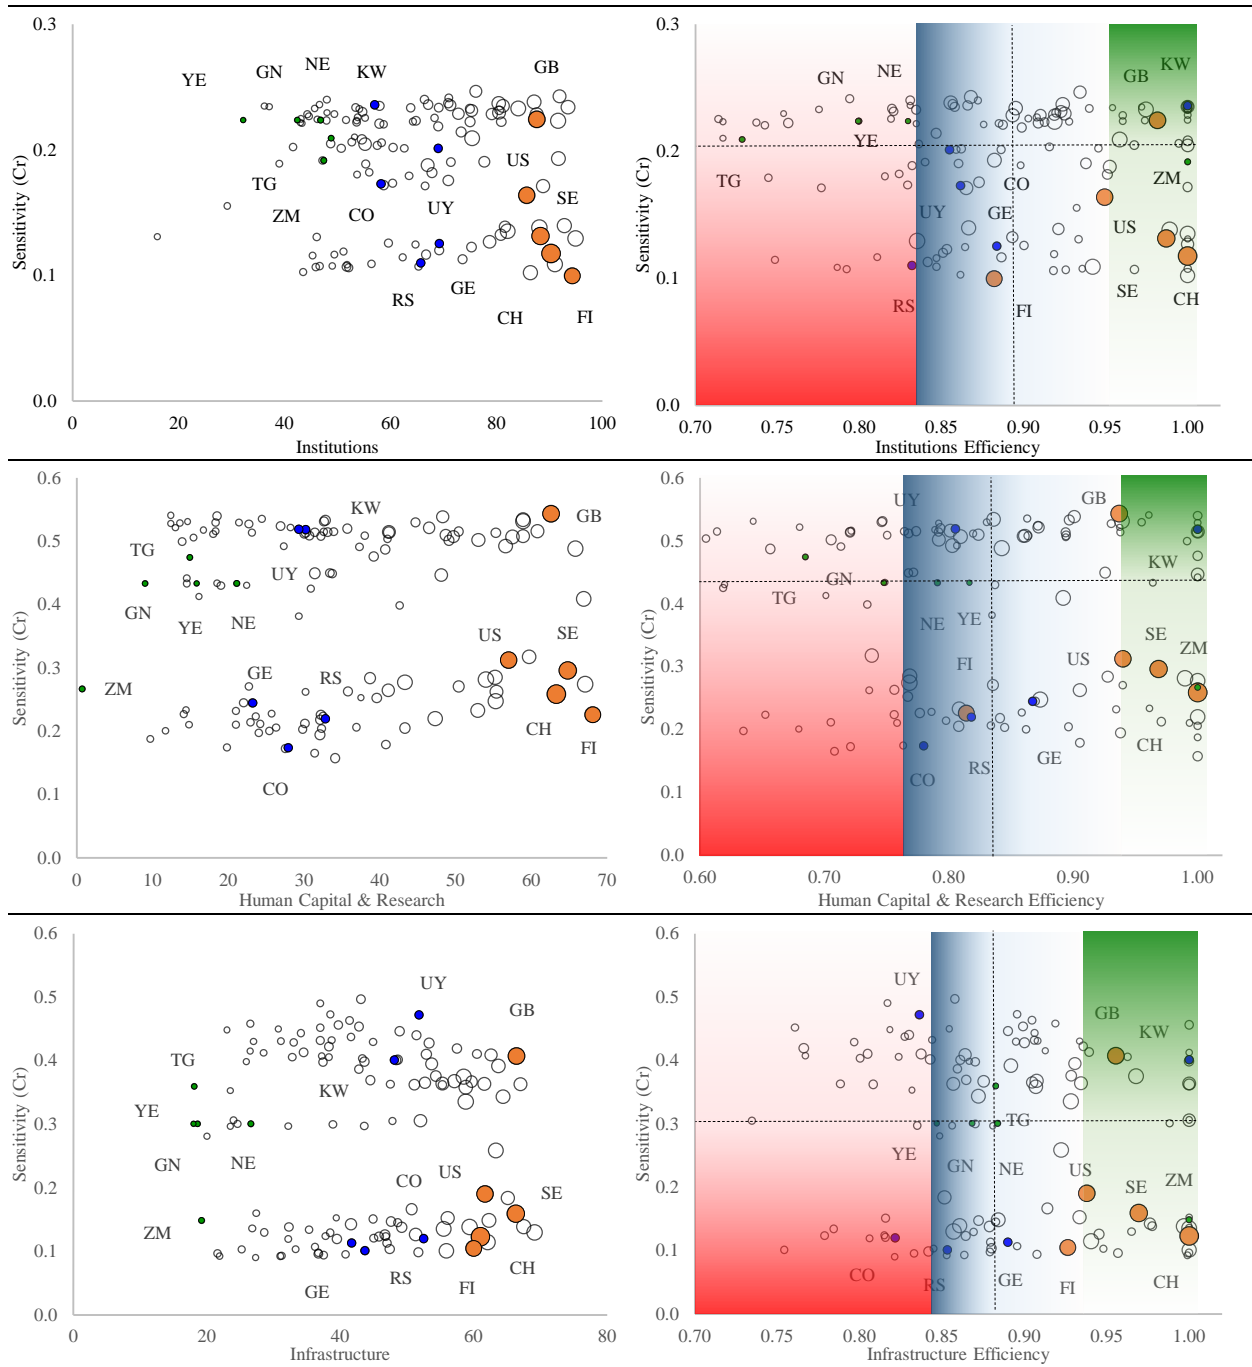 0.3
0.2
0.1
0.0
Sensitivity (Cr)
0
20
40
60
80
100
Institutions
YE
GN
NE
KW
GB
TG
ZM
CO
UY
US
SE
RS
GE
CH
FI
0.3
0.2
0.1
0.0
Sensitivity (Cr)
0.70
0.75
0.80
0.85
0.90
0.95
1.00
Institutions Efficiency
GN
NE
GB
KW
YE
TG
CO
ZM
UY
GE
US
RS
FI
SE
CH
0.6
0.5
0.4
0.3
0.2
0.1
0.0
Sensitivity (Cr)
0
10
20
30
40
50
60
70
Human Capital & Research
KW
GB
TG
UY
GN
YE
NE
US
SE
GE
RS
ZM
CO
CH
FI
0.6
0.5
0.4
0.3
0.2
0.1
0.0
Sensitivity (Cr)
0.60
0.70
0.80
0.90
1.00
Human Capital & Research Efficiency
UY
GB
KW
GN
TG
NE
YE
FI
US
SE
ZM
CO
RS
GE
CH
0.6
0.5
0.4
0.3
0.2
0.1
0.0
Sensitivity (Cr)
0
20
40
60
80
Infrastructure
UY
GB
TG
KW
YE
GN
NE
CO
US
SE
ZM
GE
RS
FI
CH
0.6
0.5
0.4
0.3
0.2
0.1
0.0
Sensitivity (Cr)
0.70
0.75
0.80
0.85
0.90
0.95
1.00
Infrastructure Efficiency
UY
GB
KW
TG
YE
GN
NE
US
SE
ZM
CO
RS
GE
FI
CH